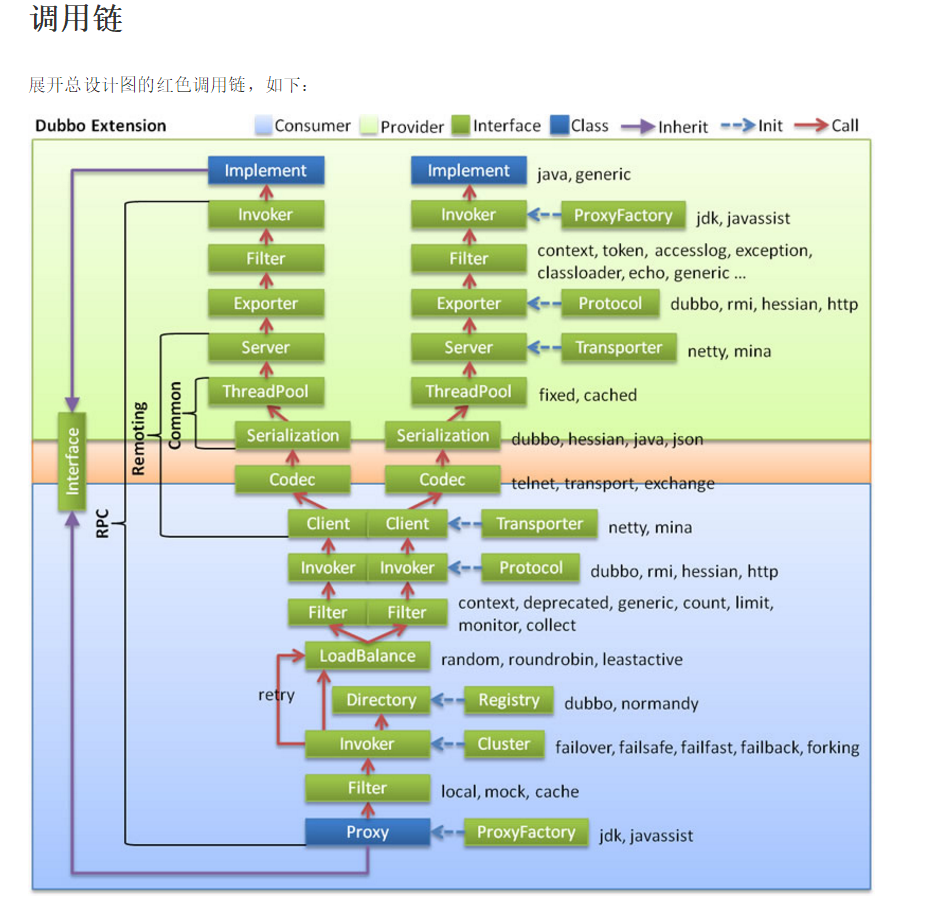 调用链
展开总设计图的红色调用链，如下：
Dubbo Extension Consumer Provider Interface Class Inherit Init Call
Implement Implement java, generic
Invoker Invoker ProxyFactory jdk, javassist
Filter Filter context, token, accesslog, exception,
classloader, echo, generic ...
Exporter Exporter Protocol dubbo, rmi, hessian, http
Server Server Transporter netty, mina
ThreadPool ThreadPool fixed, cached
Common
Serialization Serialization dubbo, hessian, java, json
Remoting
Interface
Codec Codec telnet, transport, exchange
RPC
Client Client Transporter netty, mina
Invoker Invoker Protocol dubbo, rmi, hessian, http
Filter Filter context, deprecated, generic, count, limit,
monitor, collect
LoadBalance random, roundrobin, leastactive
retry
Directory Registry dubbo, normandy
Invoker Cluster failover, failsafe, failfast, failback, forking
Filter local, mock, cache
Proxy ProxyFactory jdk, javassist